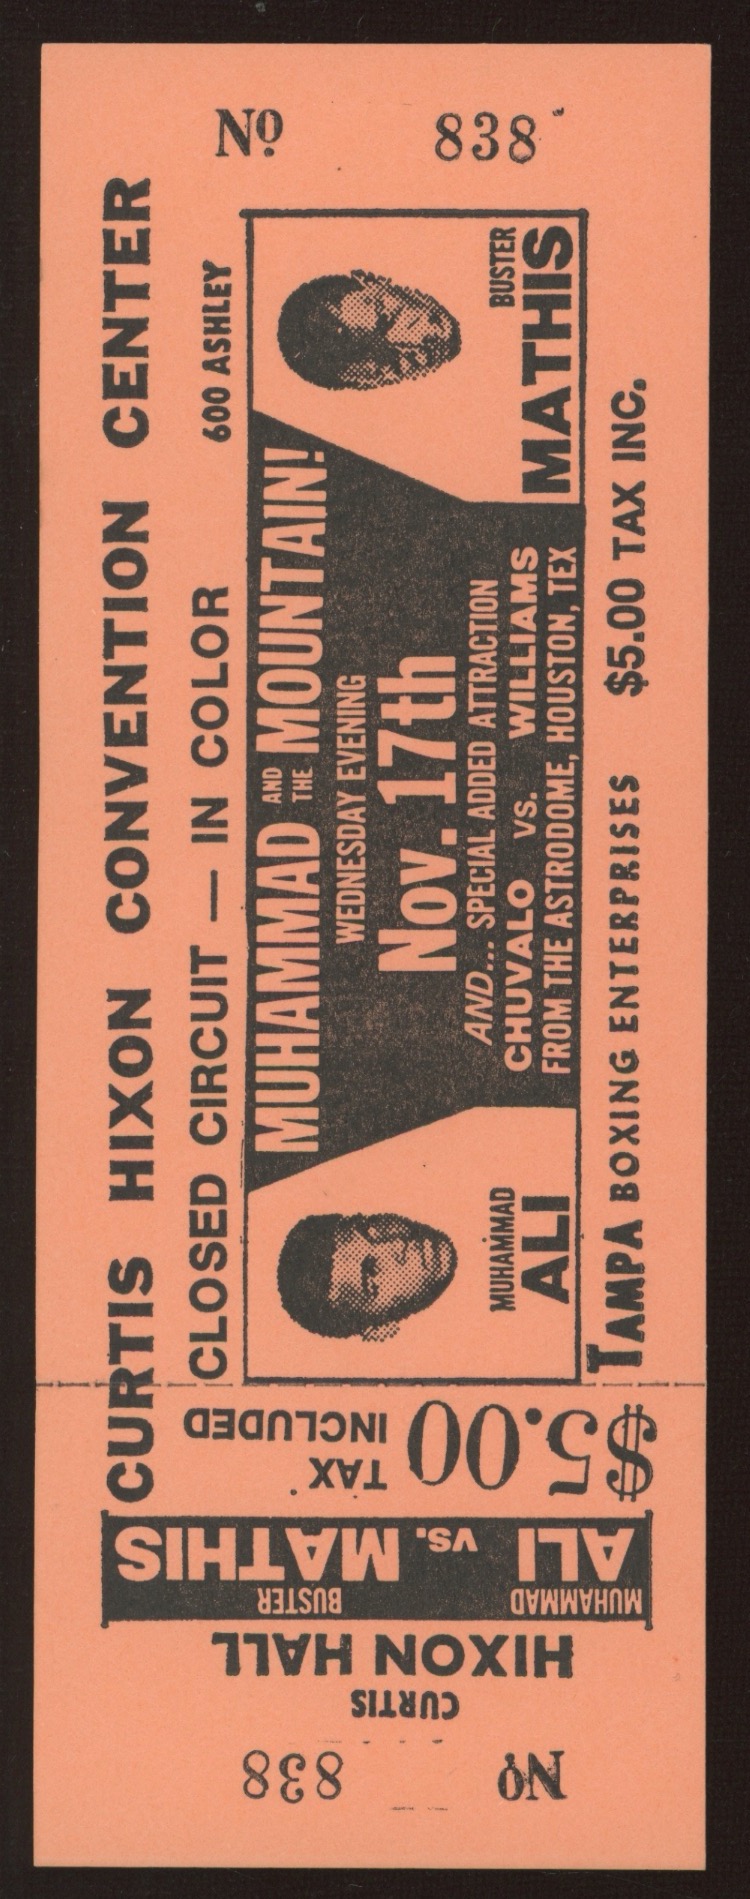 Nº 838
CURTIS HIXON CONVENTION CENTER
600 ASHLEY
CLOSED CIRCUIT — IN COLOR
MUHAMMAD AND THE MOUNTAIN!
WEDNESDAY EVENING
Nov. 17th
AND... SPECIAL ADDED ATTRACTION
CHUVALO vs. WILLIAMS
FROM THE ASTRODOME, HOUSTON, TEX
MUHAMMAD
ALI
BUSTER
MATHIS
TAMPA BOXING ENTERPRISES $5.00 TAX INC.
$5.00 TAX
INCLUDED
MUHAMMAD BUSTER
ALI vs. MATHIS
HIXON HALL
CURTIS
Nº 838